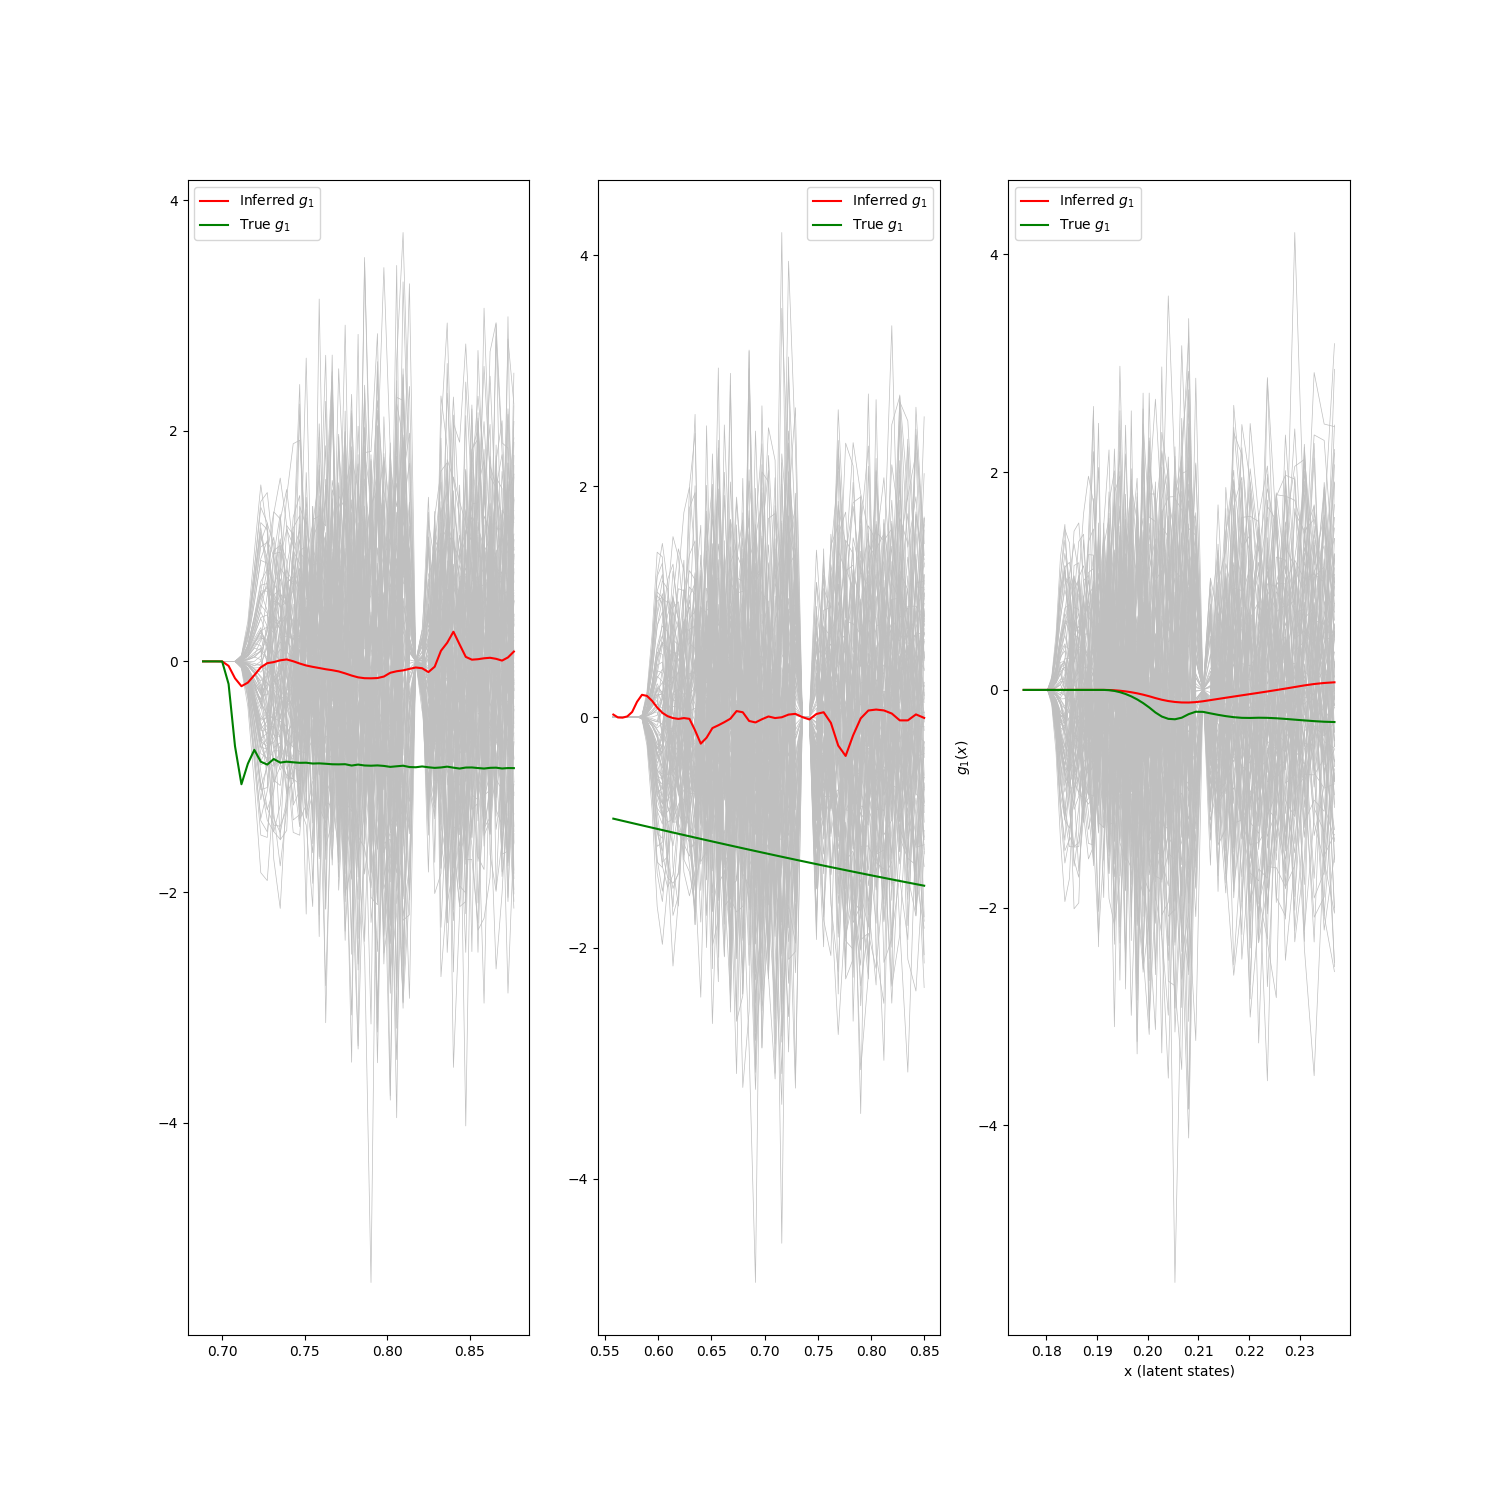 Inferred g₁
True g₁
4
2
0
−2
−4
0.70 0.75 0.80 0.85
Inferred g₁
True g₁
4
2
0
−2
−4
0.55 0.60 0.65 0.70 0.75 0.80 0.85
Inferred g₁
True g₁
4
2
0
−2
−4
g₁(x)
0.18 0.19 0.20 0.21 0.22 0.23
x (latent states)